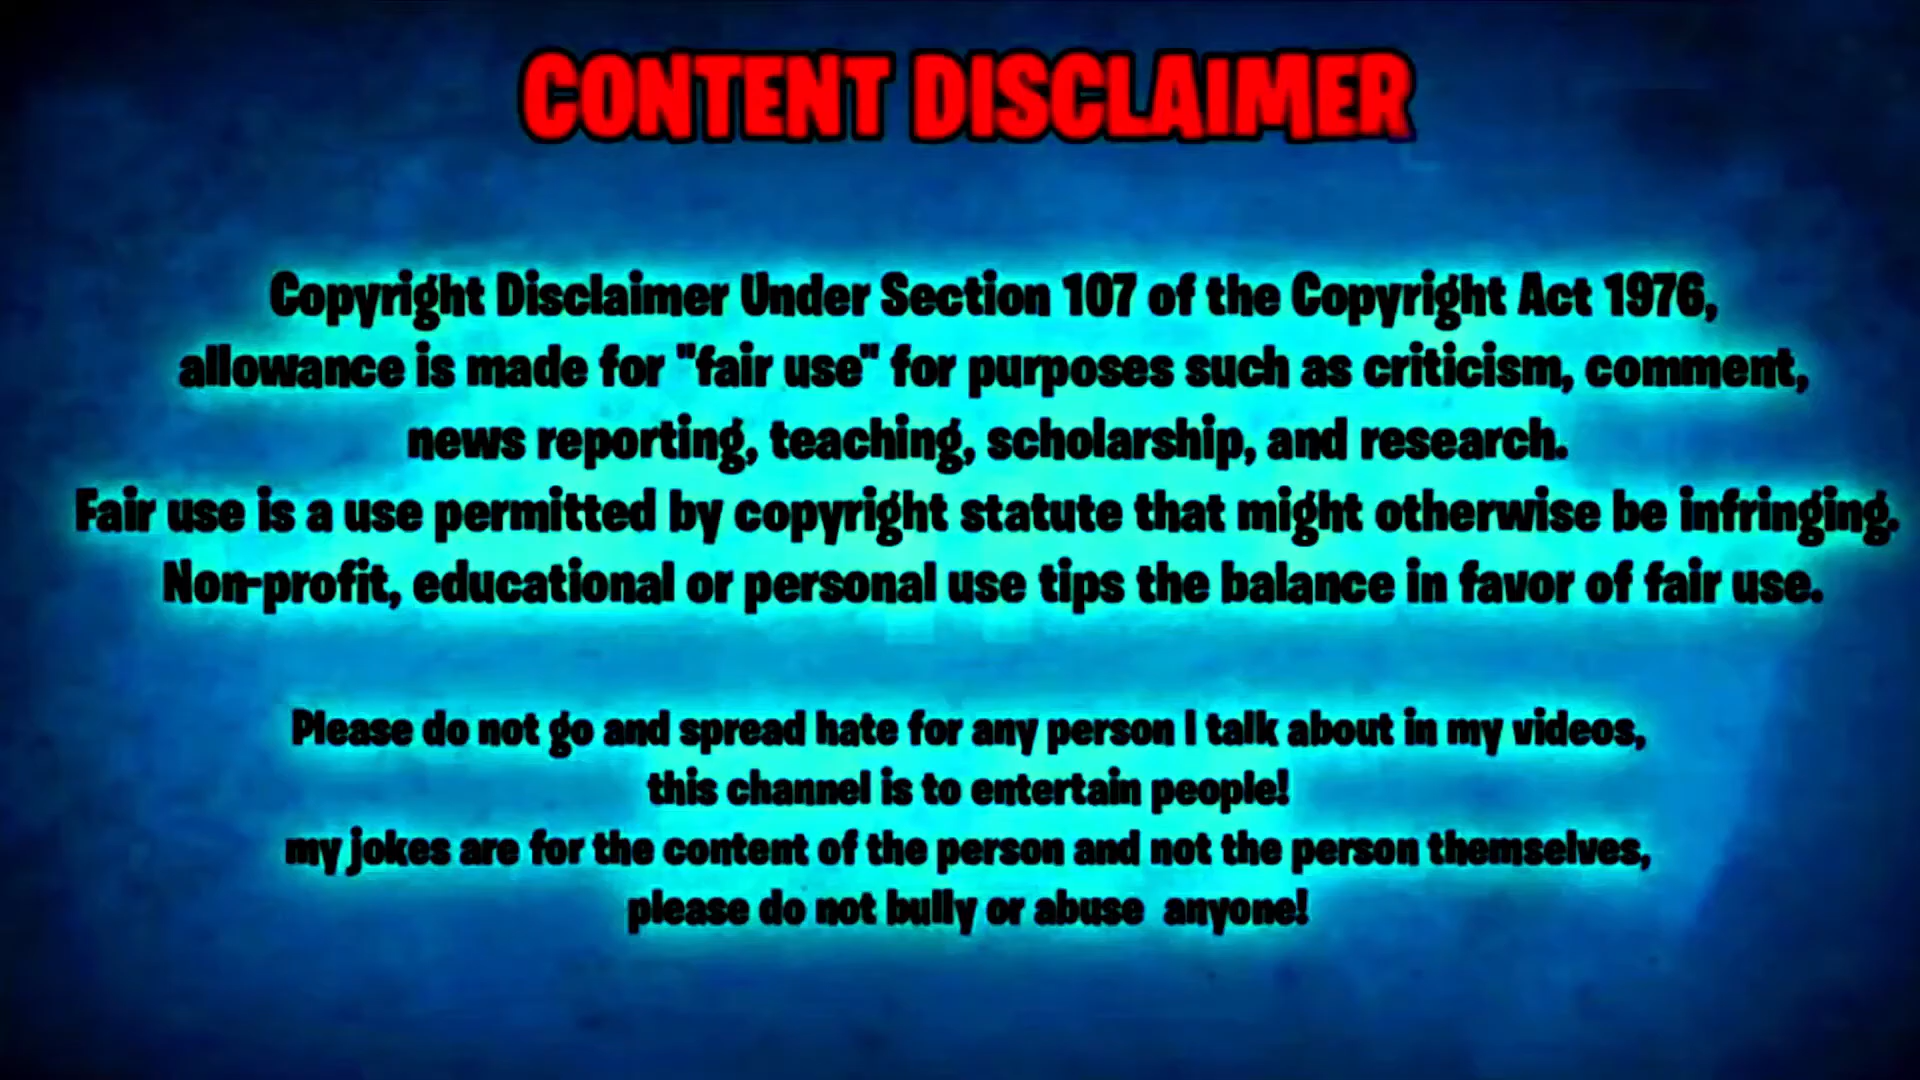 CONTENT DISCLAIMER
Copyright Disclaimer Under Section 107 of the Copyright Act 1976,
allowance is made for "fair use" for purposes such as criticism, comment,
news reporting, teaching, scholarship, and research.
Fair use is a use permitted by copyright statute that might otherwise be infringing.
Non-profit, educational or personal use tips the balance in favor of fair use.
Please do not go and spread hate for any person I talk about in my videos,
this channel is to entertain people!
my jokes are for the content of the person and not the person themselves,
please do not bully or abuse anyone!